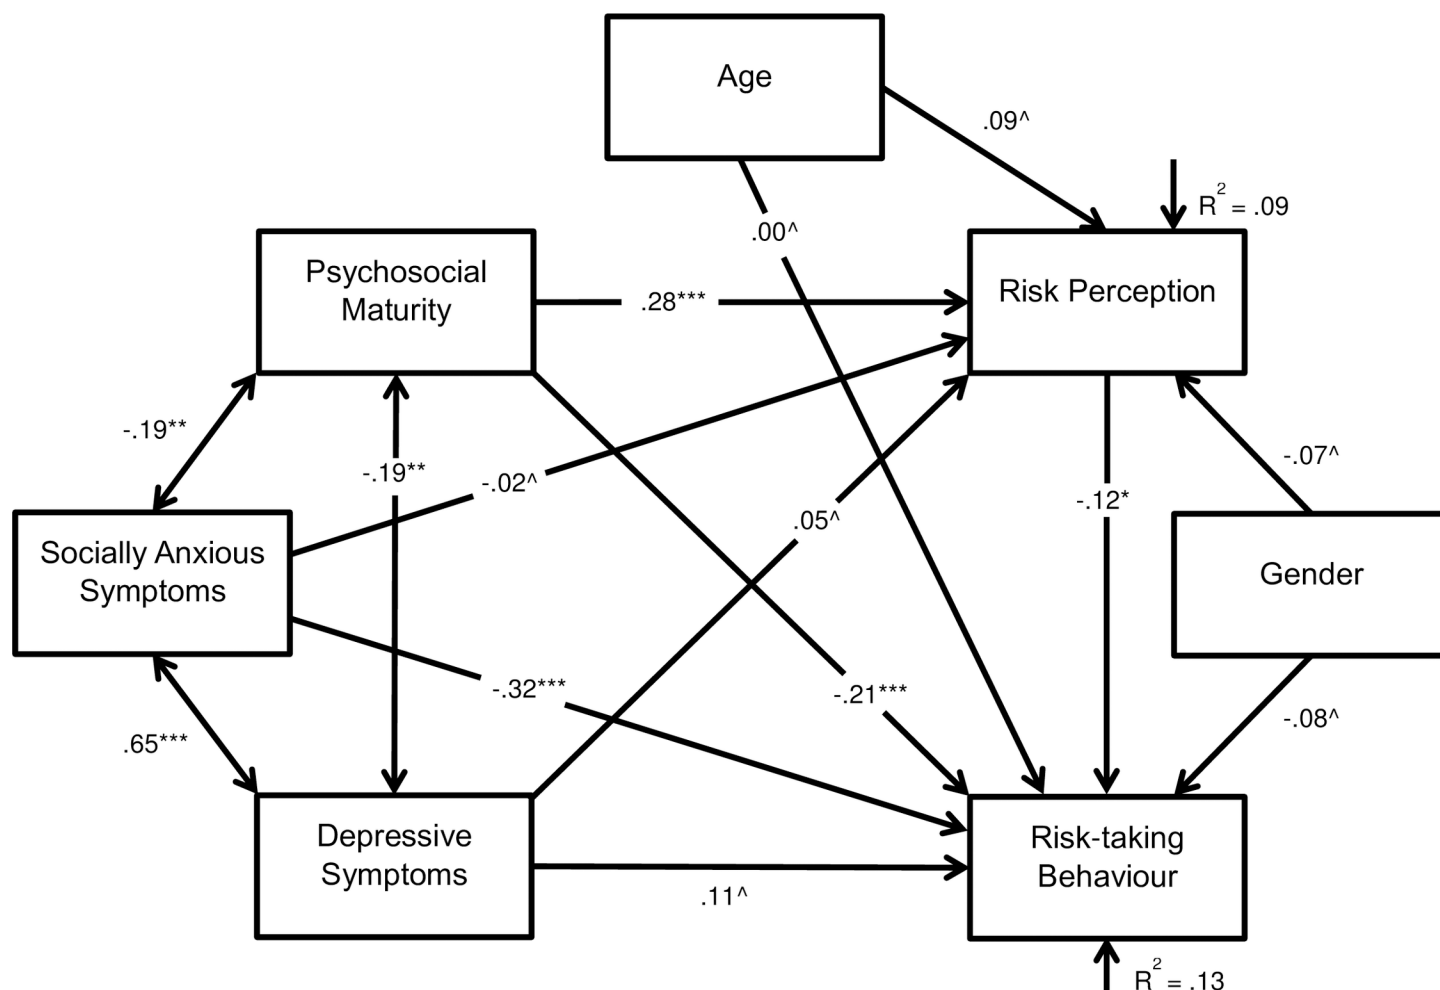 Age
.09^
R² = .09
.00^
Psychosocial
Maturity
.28***
Risk Perception
-.19**
-.19**
-.02^
.05^
-.12*
-.07^
Socially Anxious
Symptoms
Gender
-.32***
-.21***
-.08^
.65***
Depressive
Symptoms
.11^
Risk-taking
Behaviour
R² = .13